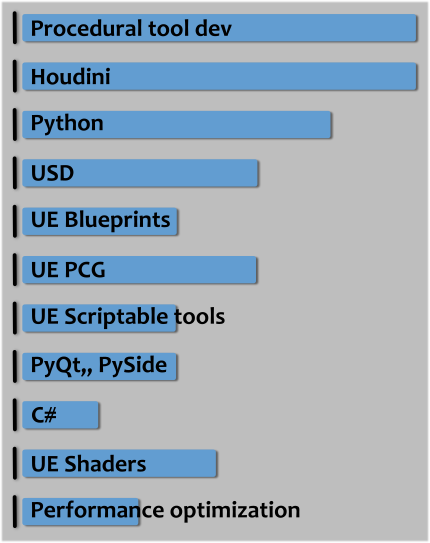 Procedural tool dev
Houdini
Python
USD
UE Blueprints
UE PCG
UE Scriptable tools
PyQt,, PySide
C#
UE Shaders
Performance optimization